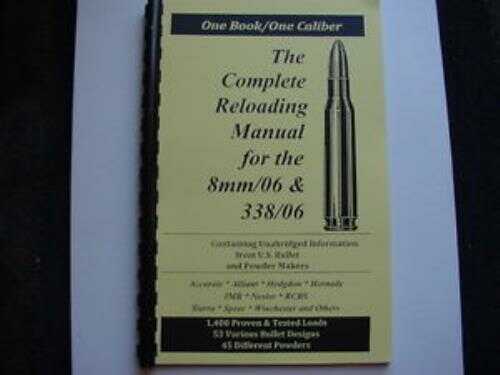 One Book/One Caliber
The
Complete
Reloading
Manual
for the
8mm/06 &
338/06
Containing Unabridged Information
from U.S. Bullet
and Powder Makers
Accurate * Alliant * Hodgdon * Hornady
IMR * Nosler * RCBS
Sierra * Speer * Winchester and Others
1,400 Proven & Tested Loads
53 Various Bullet Designs
45 Different Powders